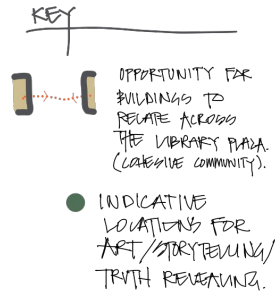 KEY
OPPORTUNITY FOR
BUILDINGS TO
RELATE ACROSS
THE LIBRARY PLAZA.
(COHESIVE COMMUNITY).
INDICATIVE
LOCATIONS FOR
ART//STORYTELLING/
TRUTH REVEALING.